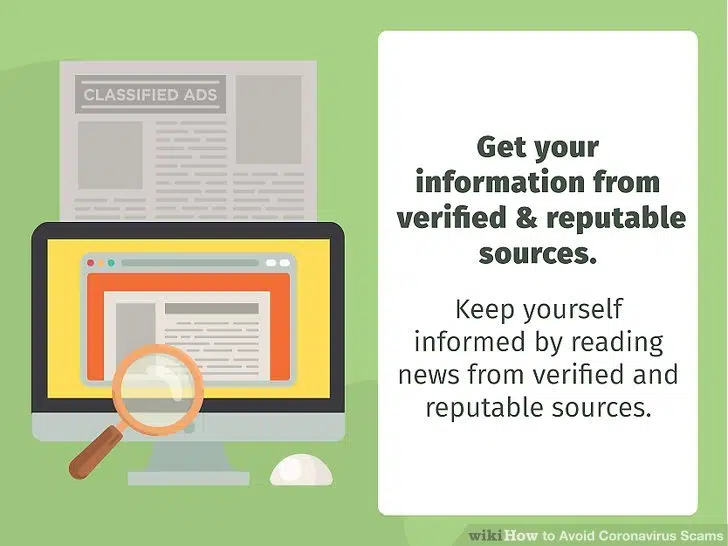 CLASSIFIED ADS
Get your
information from
verified & reputable
sources.
Keep yourself
informed by reading
news from verified and
reputable sources.
wikiHow to Avoid Coronavirus Scams